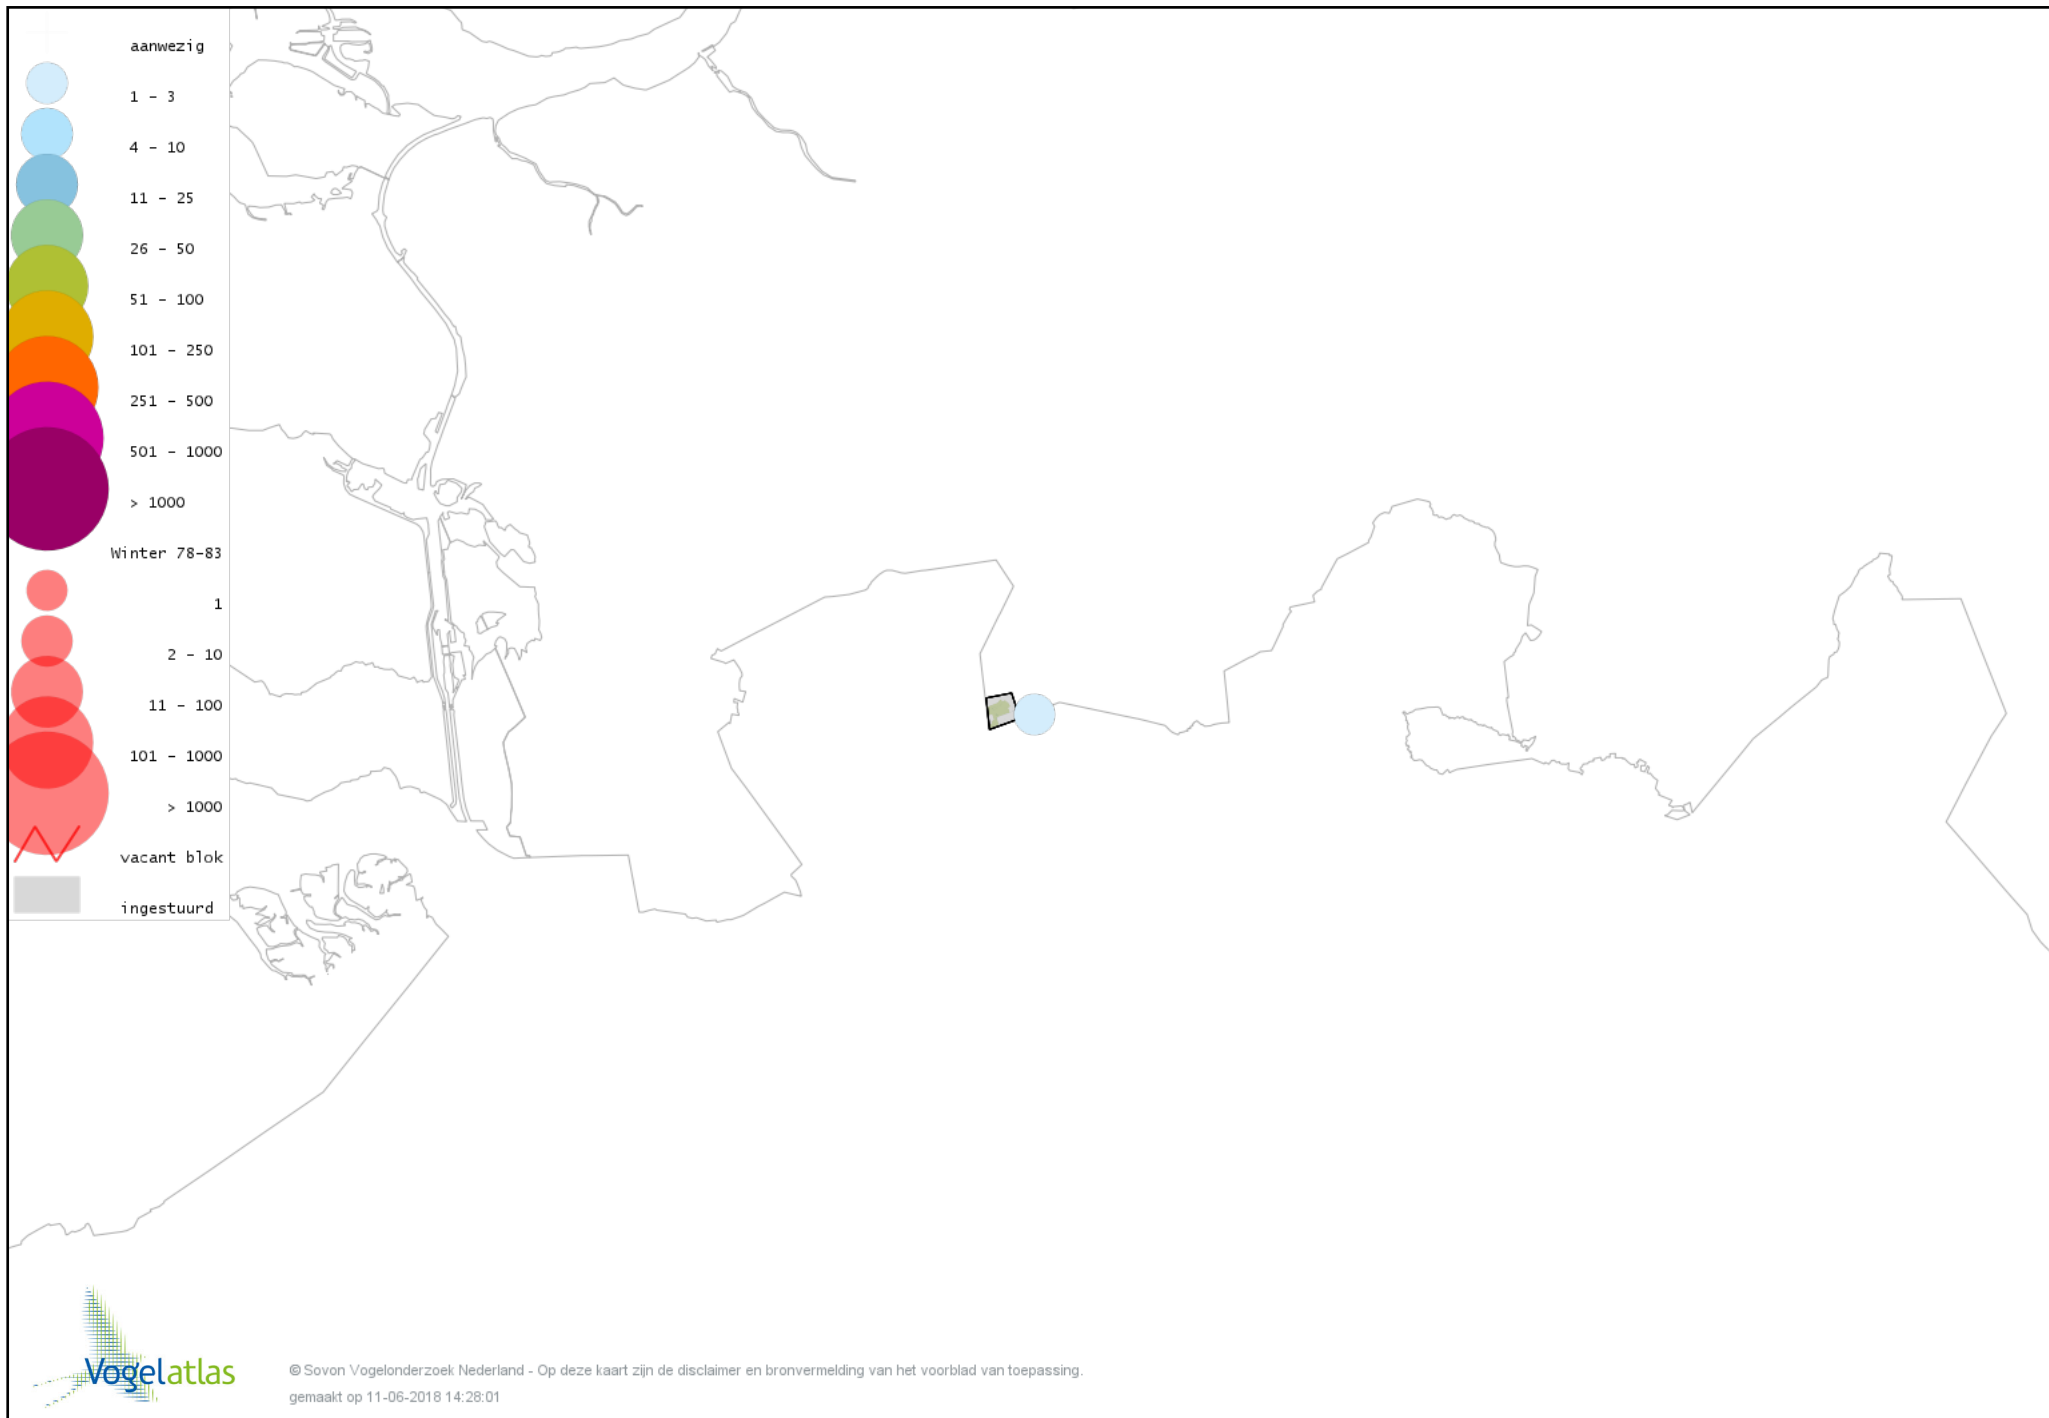 aanwezig
1 - 3
4 - 10
11 - 25
26 - 50
51 - 100
101 - 250
251 - 500
501 - 1000
> 1000
Winter 78-83
1
2 - 10
11 - 100
101 - 1000
> 1000
vacant blok
ingestuurd
Vogelatlas
© Sovon Vogelonderzoek Nederland - Op deze kaart zijn de disclaimer en bronvermelding van het voorblad van toepassing.
gemaakt op 11-06-2018 14:28:01